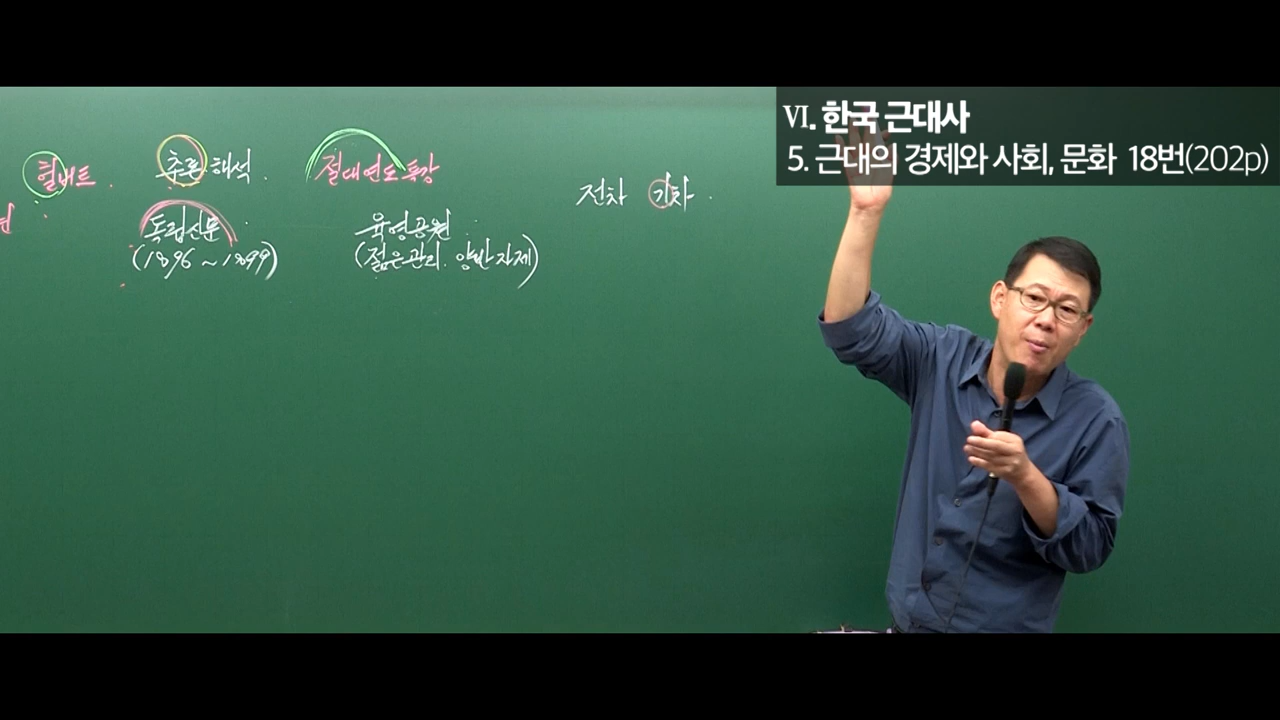 Ⅵ. 한국 근대사
5. 근대의 경제와 사회, 문화 18번(202p)
헐버트.
추론 해석.
절대연도 특강
전차 기차.
독립신문
(1896~1899)
육영공원
(젊은관리. 양반자제)